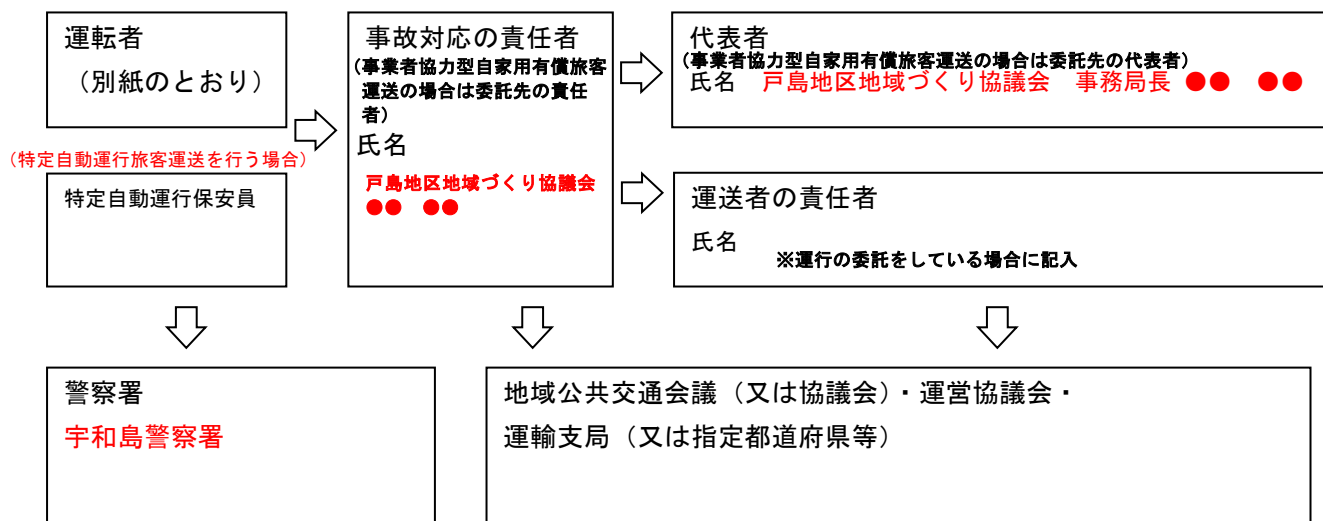 運転者
（別紙のとおり）
（特定自動運行旅客運送を行う場合）
特定自動運行保安員
事故対応の責任者
(事業者協力型自家用有償旅客
運送の場合は委託先の責任
者)
氏名
戸島地区地域づくり協議会
●●　●●
代表者
(事業者協力型自家用有償旅客運送の場合は委託先の代表者)
氏名　戸島地区地域づくり協議会　事務局長 ●●　●●
運送者の責任者
氏名
※運行の委託をしている場合に記入
警察署
宇和島警察署
地域公共交通会議（又は協議会）・運営協議会・
運輸支局（又は指定都道府県等）